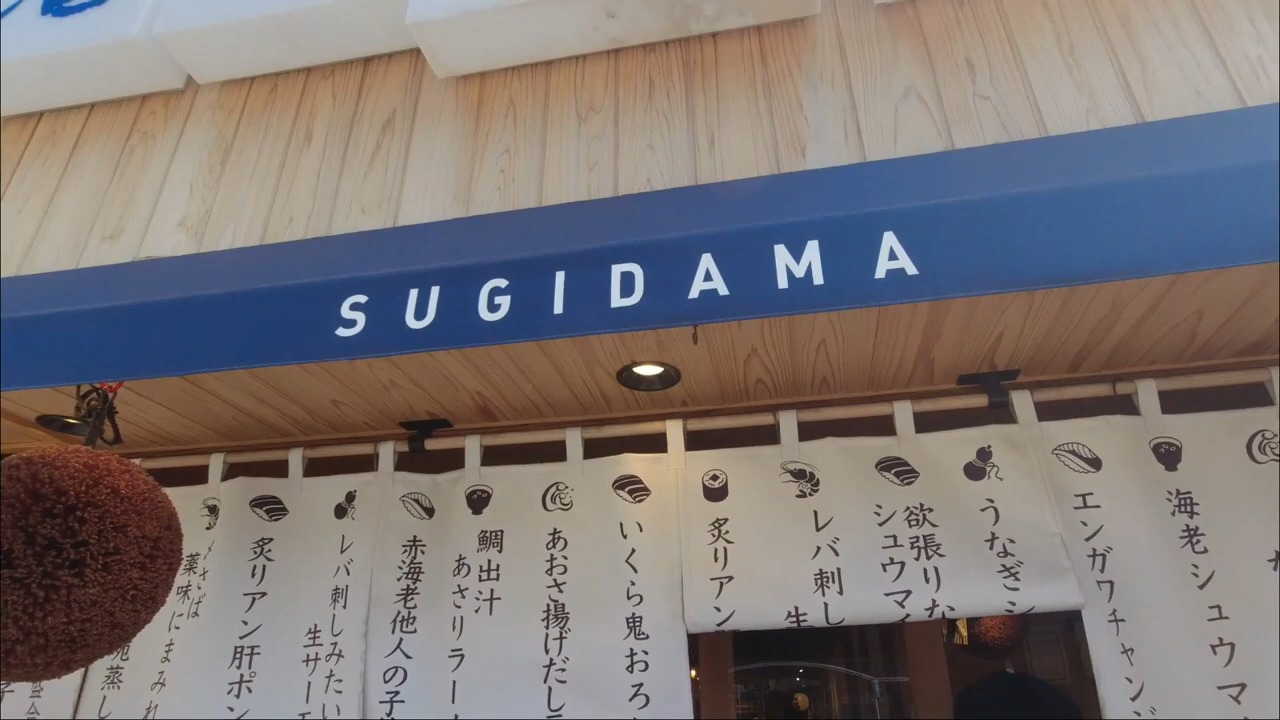 SUGIDAMA
薬味にまみれ
炙りアン肝ポン
レバ刺しみたい
生サー
赤海老他人の子
鯛出汁
あさりラー
あおさ揚げだし
いくら鬼おろ
炙りアン
レバ刺し
生
欲張りな
シュウマイ
うなぎシ
エンガワチャンジ
海老シュウマ